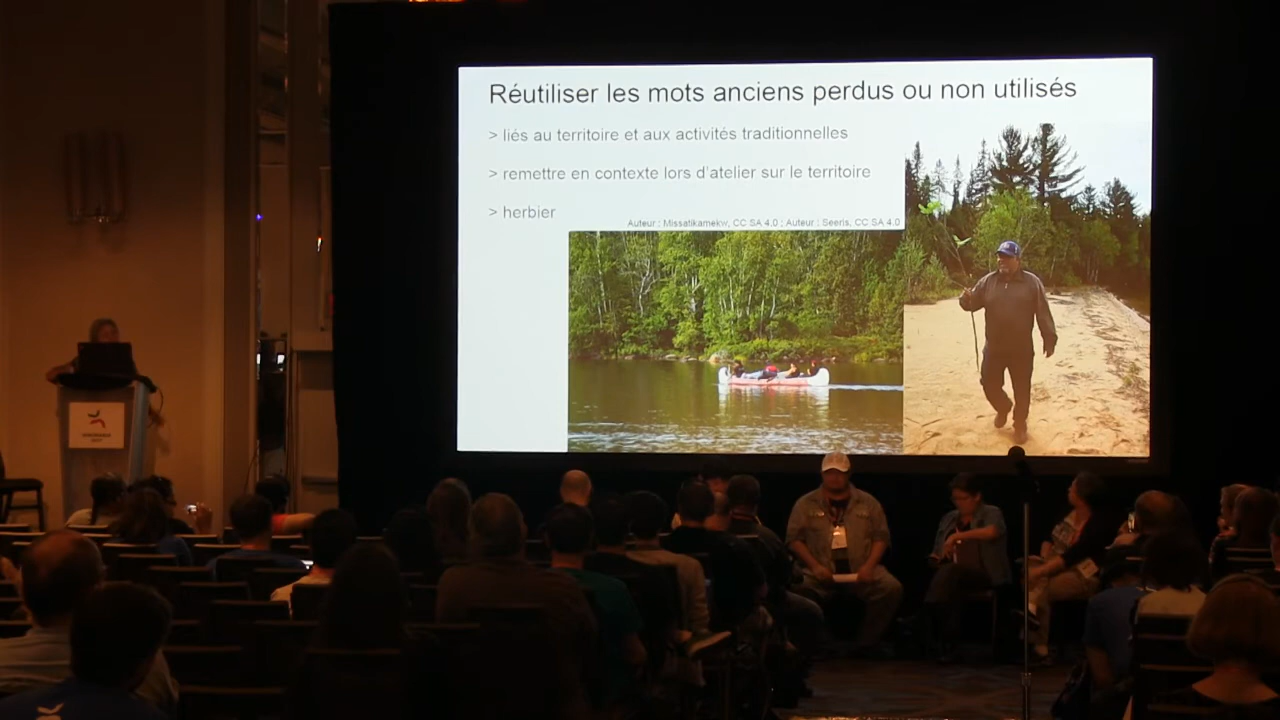 Réutiliser les mots anciens perdus ou non utilisés
> liés au territoire et aux activités traditionnelles
> remettre en contexte lors d'atelier sur le territoire
> herbier
Auteur : Missatikamekw, CC SA 4.0 ; Auteur : Seeris, CC SA 4.0